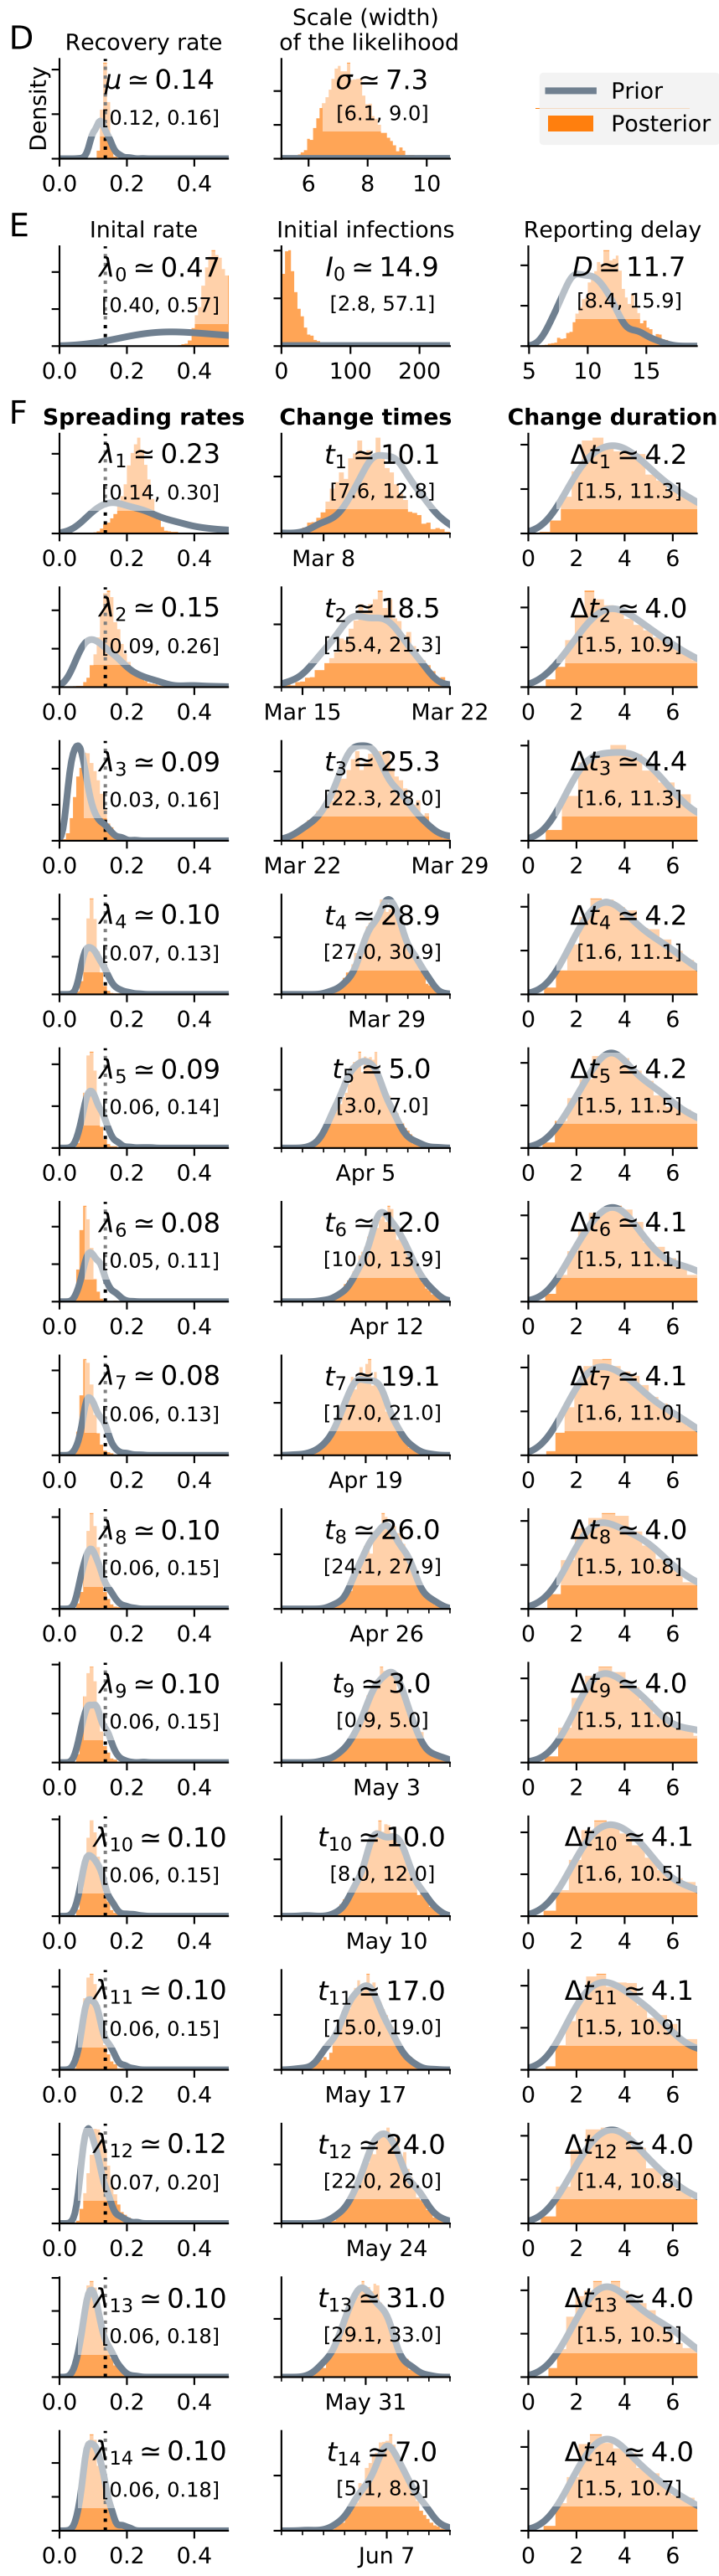 D
Recovery rate
Scale (width)
of the likelihood
Density
μ ≃ 0.14
[0.12, 0.16]
σ ≃ 7.3
[6.1, 9.0]
Prior
Posterior
0.0 0.2 0.4
6 8 10
E
Inital rate
Initial infections
Reporting delay
λ0 ≃ 0.47
[0.40, 0.57]
I0 ≃ 14.9
[2.8, 57.1]
D ≃ 11.7
[8.4, 15.9]
0.0 0.2 0.4
0 100 200
5 10 15
F
Spreading rates
Change times
Change duration
λ1 ≃ 0.23
[0.14, 0.30]
t1 ≃ 10.1
[7.6, 12.8]
Δt1 ≃ 4.2
[1.5, 11.3]
0.0 0.2 0.4
Mar 8
0 2 4 6
λ2 ≃ 0.15
[0.09, 0.26]
t2 ≃ 18.5
[15.4, 21.3]
Δt2 ≃ 4.0
[1.5, 10.9]
0.0 0.2 0.4
Mar 15 Mar 22
0 2 4 6
λ3 ≃ 0.09
[0.03, 0.16]
t3 ≃ 25.3
[22.3, 28.0]
Δt3 ≃ 4.4
[1.6, 11.3]
0.0 0.2 0.4
Mar 22 Mar 29
0 2 4 6
λ4 ≃ 0.10
[0.07, 0.13]
t4 ≃ 28.9
[27.0, 30.9]
Δt4 ≃ 4.2
[1.6, 11.1]
0.0 0.2 0.4
Mar 29
0 2 4 6
λ5 ≃ 0.09
[0.06, 0.14]
t5 ≃ 5.0
[3.0, 7.0]
Δt5 ≃ 4.2
[1.5, 11.5]
0.0 0.2 0.4
Apr 5
0 2 4 6
λ6 ≃ 0.08
[0.05, 0.11]
t6 ≃ 12.0
[10.0, 13.9]
Δt6 ≃ 4.1
[1.5, 11.1]
0.0 0.2 0.4
Apr 12
0 2 4 6
λ7 ≃ 0.08
[0.06, 0.13]
t7 ≃ 19.1
[17.0, 21.0]
Δt7 ≃ 4.1
[1.6, 11.0]
0.0 0.2 0.4
Apr 19
0 2 4 6
λ8 ≃ 0.10
[0.06, 0.15]
t8 ≃ 26.0
[24.1, 27.9]
Δt8 ≃ 4.0
[1.5, 10.8]
0.0 0.2 0.4
Apr 26
0 2 4 6
λ9 ≃ 0.10
[0.06, 0.15]
t9 ≃ 3.0
[0.9, 5.0]
Δt9 ≃ 4.0
[1.5, 11.0]
0.0 0.2 0.4
May 3
0 2 4 6
λ10 ≃ 0.10
[0.06, 0.15]
t10 ≃ 10.0
[8.0, 12.0]
Δt10 ≃ 4.1
[1.6, 10.5]
0.0 0.2 0.4
May 10
0 2 4 6
λ11 ≃ 0.10
[0.06, 0.15]
t11 ≃ 17.0
[15.0, 19.0]
Δt11 ≃ 4.1
[1.5, 10.9]
0.0 0.2 0.4
May 17
0 2 4 6
λ12 ≃ 0.12
[0.07, 0.20]
t12 ≃ 24.0
[22.0, 26.0]
Δt12 ≃ 4.0
[1.4, 10.8]
0.0 0.2 0.4
May 24
0 2 4 6
λ13 ≃ 0.10
[0.06, 0.18]
t13 ≃ 31.0
[29.1, 33.0]
Δt13 ≃ 4.0
[1.5, 10.5]
0.0 0.2 0.4
May 31
0 2 4 6
λ14 ≃ 0.10
[0.06, 0.18]
t14 ≃ 7.0
[5.1, 8.9]
Δt14 ≃ 4.0
[1.5, 10.7]
0.0 0.2 0.4
Jun 7
0 2 4 6